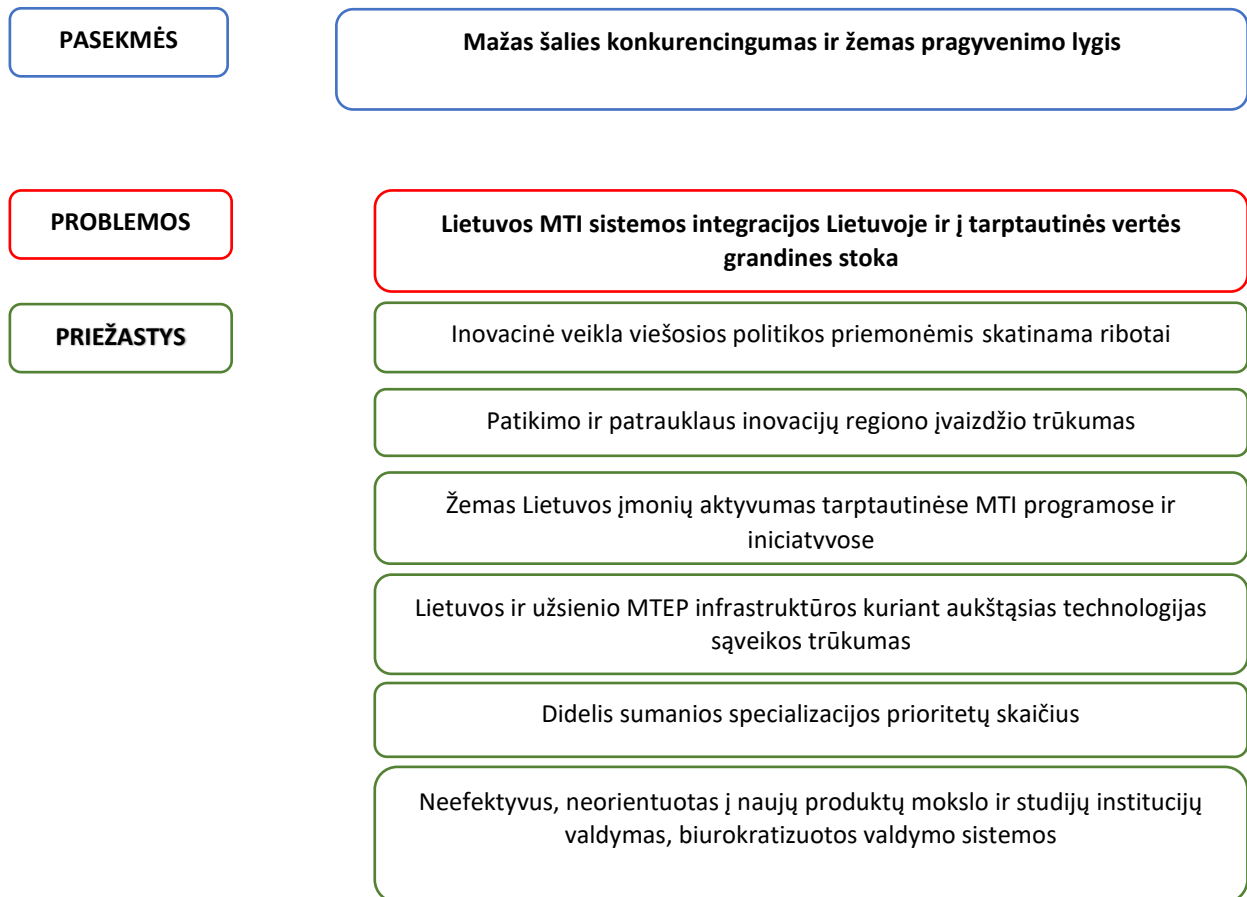 PASEKMĖS
Mažas šalies konkurencingumas ir žemas pragyvenimo lygis
PROBLEMOS
Lietuvos MTI sistemos integracijos Lietuvoje ir į tarptautinės vertės
grandines stoka
PRIEŽASTYS
Inovacinė veikla viešosios politikos priemonėmis skatinama ribotai
Patikimo ir patrauklaus inovacijų regiono įvaizdžio trūkumas
Žemas Lietuvos įmonių aktyvumas tarptautinėse MTI programose ir
iniciatyvose
Lietuvos ir užsienio MTEP infrastruktūros kuriant aukštąsias technologijas
sąveikos trūkumas
Didelis sumanios specializacijos prioritetų skaičius
Neefektyvus, neorientuotas į naujų produktų mokslo ir studijų institucijų
valdymas, biurokratizuotos valdymo sistemos